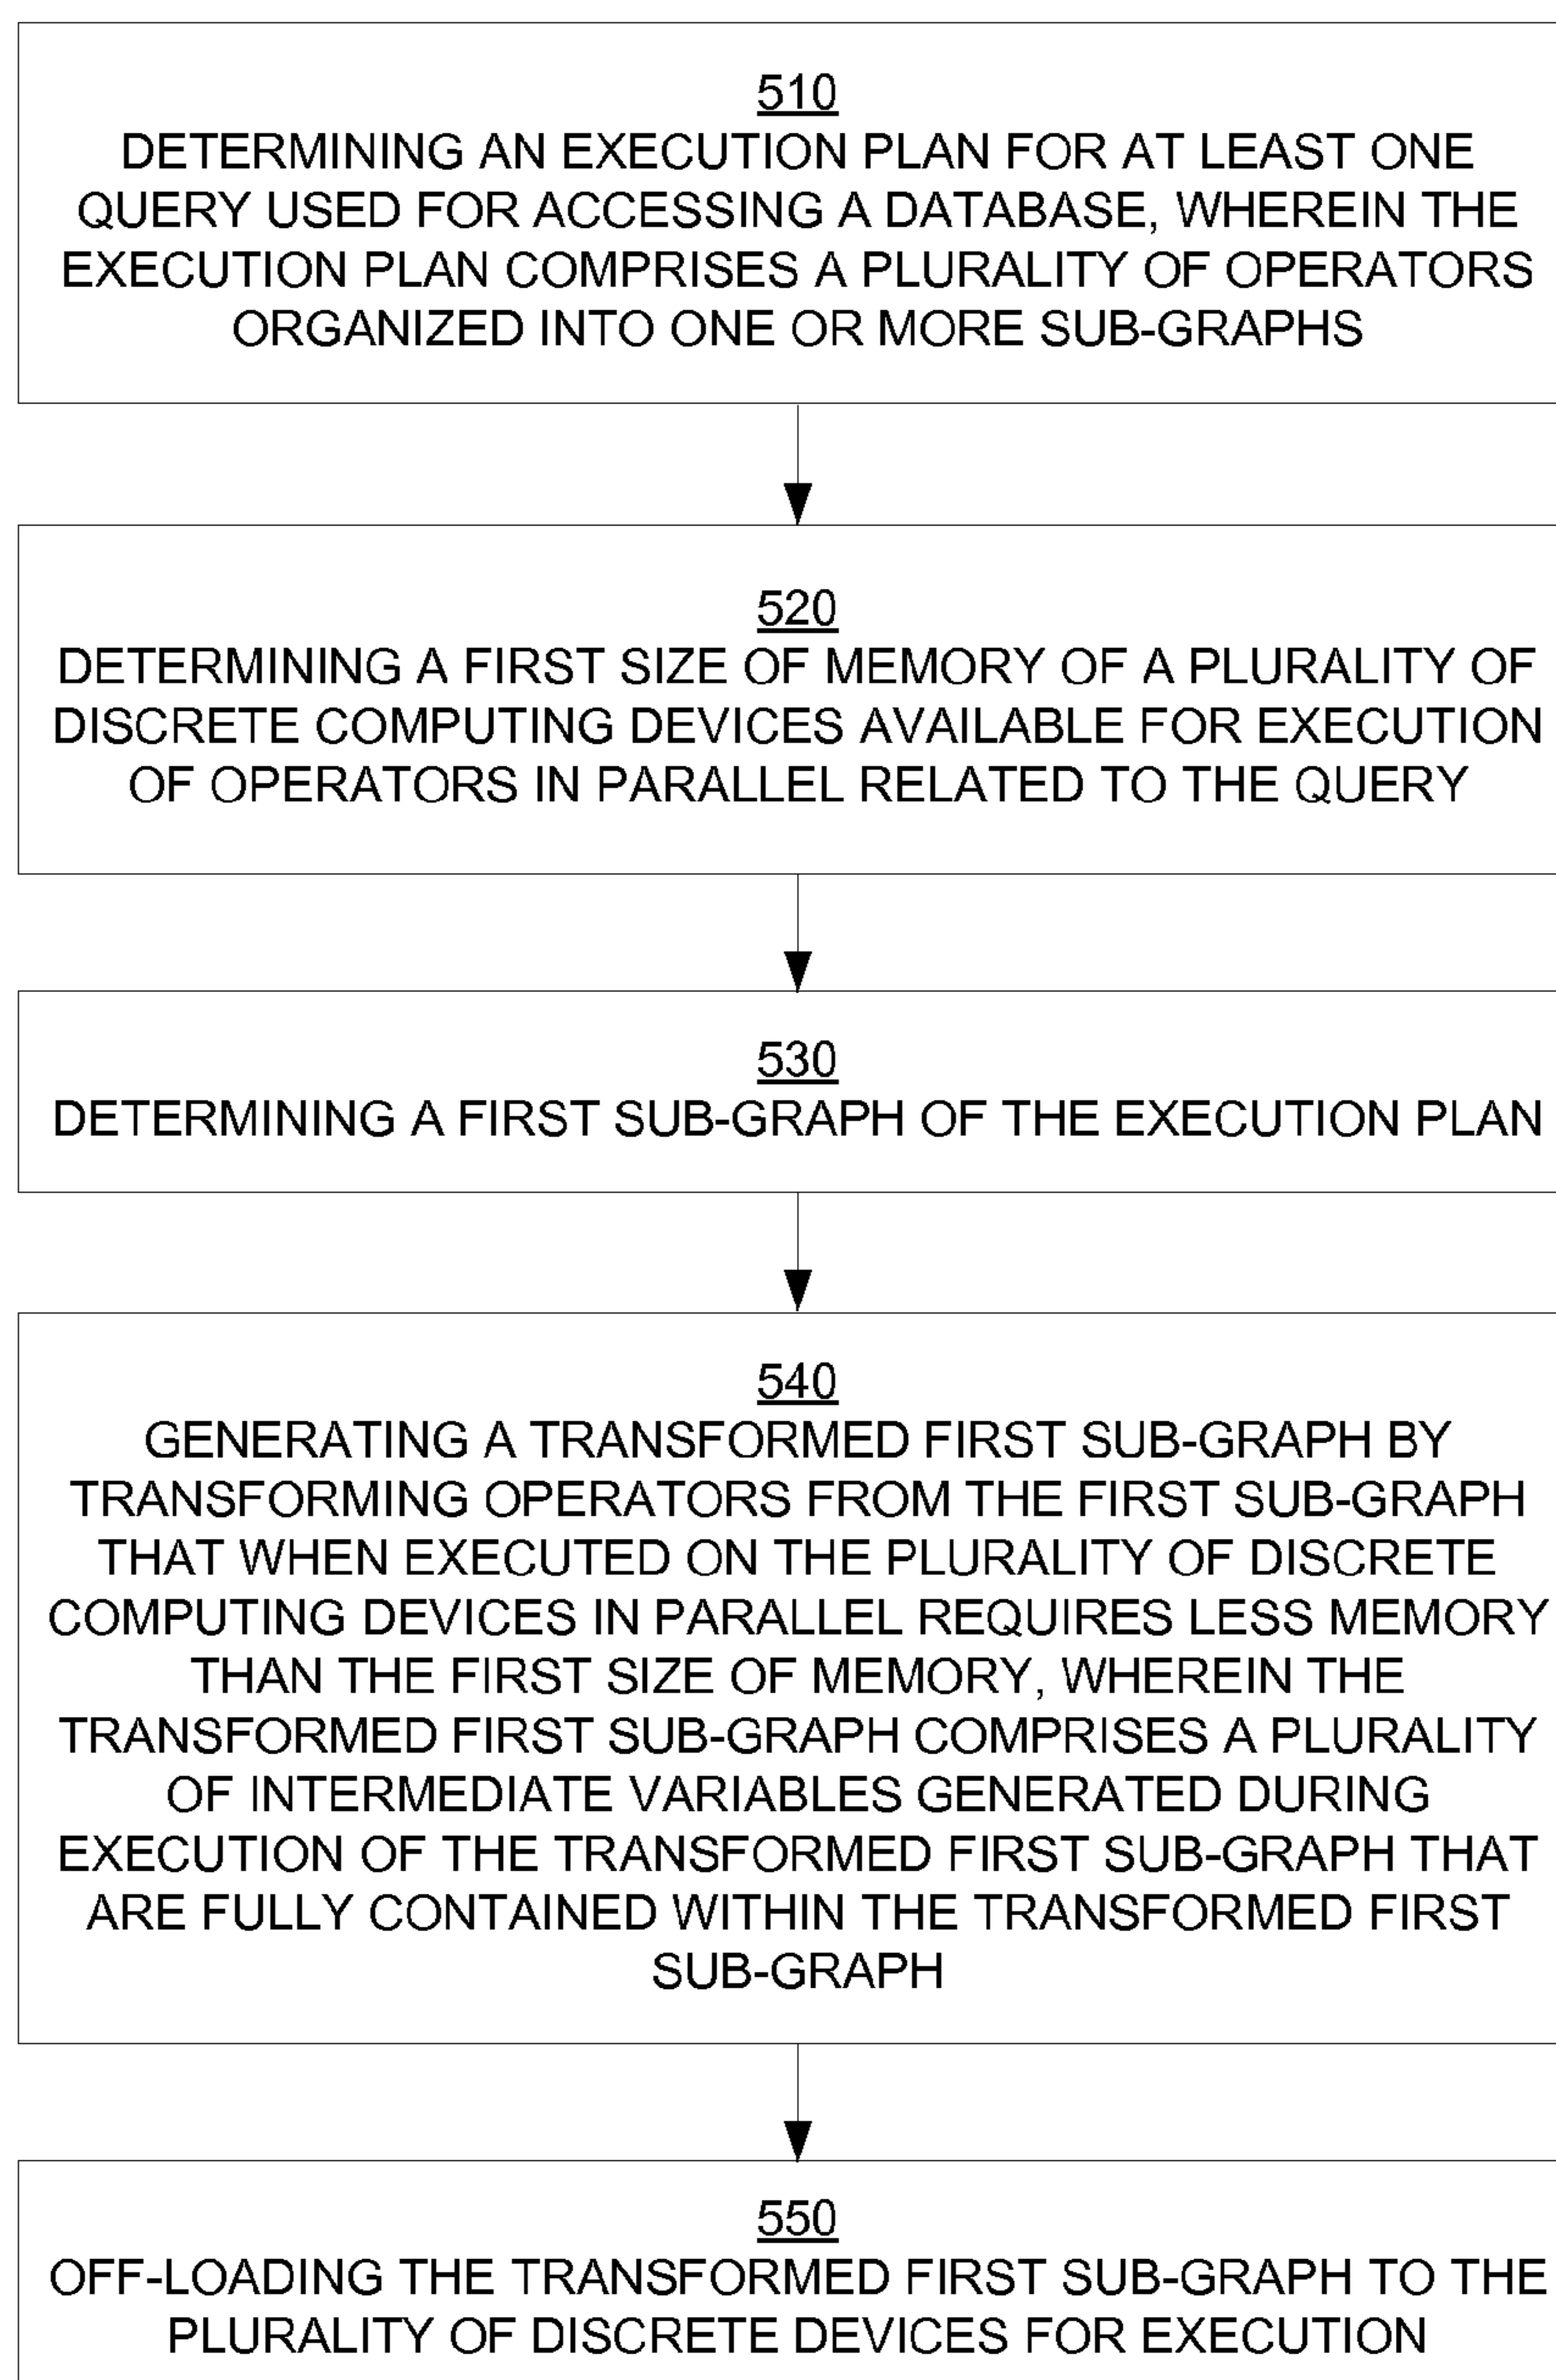 510
DETERMINING AN EXECUTION PLAN FOR AT LEAST ONE
QUERY USED FOR ACCESSING A DATABASE, WHEREIN THE
EXECUTION PLAN COMPRISES A PLURALITY OF OPERATORS
ORGANIZED INTO ONE OR MORE SUB-GRAPHS
520
DETERMINING A FIRST SIZE OF MEMORY OF A PLURALITY OF
DISCRETE COMPUTING DEVICES AVAILABLE FOR EXECUTION
OF OPERATORS IN PARALLEL RELATED TO THE QUERY
530
DETERMINING A FIRST SUB-GRAPH OF THE EXECUTION PLAN
540
GENERATING A TRANSFORMED FIRST SUB-GRAPH BY
TRANSFORMING OPERATORS FROM THE FIRST SUB-GRAPH
THAT WHEN EXECUTED ON THE PLURALITY OF DISCRETE
COMPUTING DEVICES IN PARALLEL REQUIRES LESS MEMORY
THAN THE FIRST SIZE OF MEMORY, WHEREIN THE
TRANSFORMED FIRST SUB-GRAPH COMPRISES A PLURALITY
OF INTERMEDIATE VARIABLES GENERATED DURING
EXECUTION OF THE TRANSFORMED FIRST SUB-GRAPH THAT
ARE FULLY CONTAINED WITHIN THE TRANSFORMED FIRST
SUB-GRAPH
550
OFF-LOADING THE TRANSFORMED FIRST SUB-GRAPH TO THE
PLURALITY OF DISCRETE DEVICES FOR EXECUTION